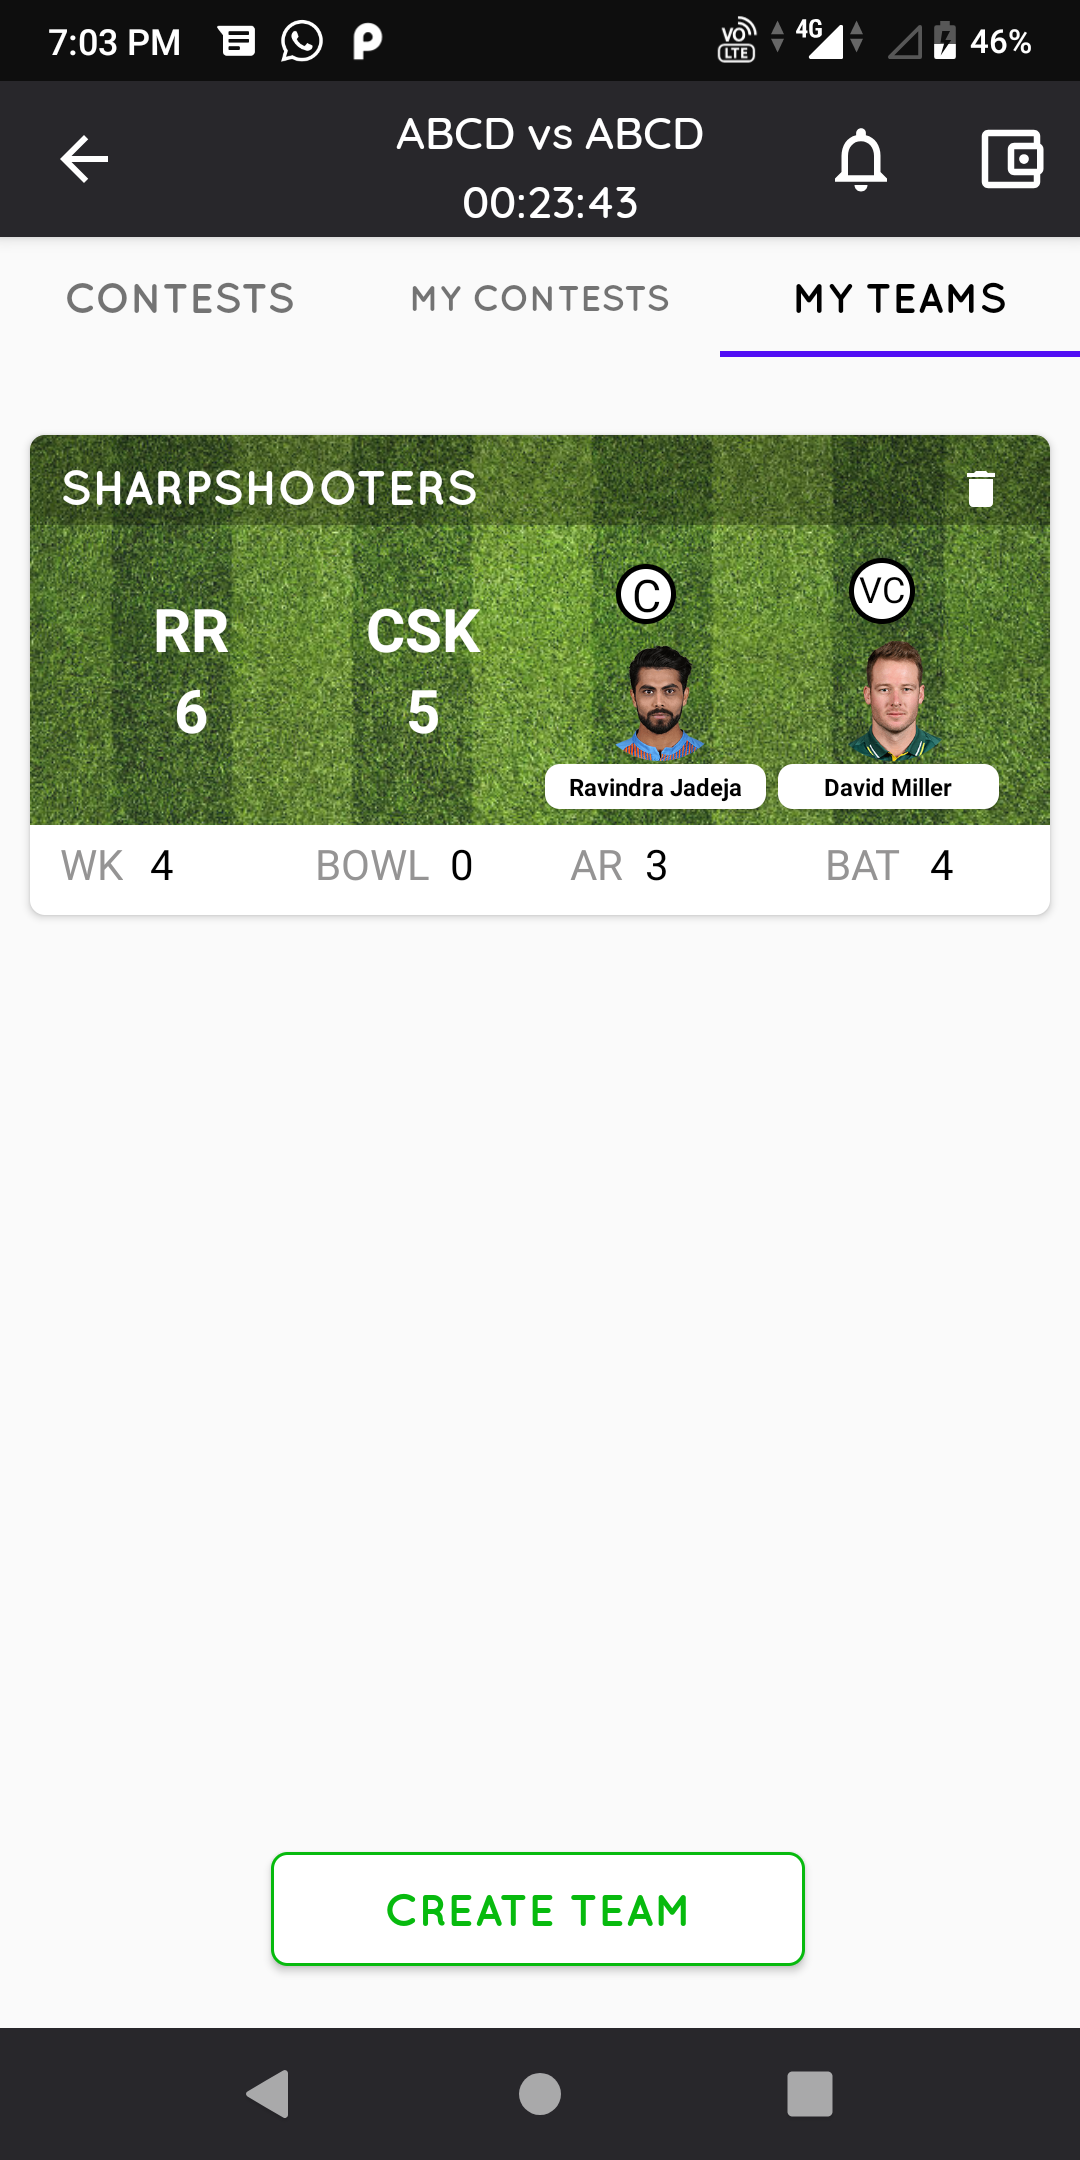 7:03 PM
VO LTE 4G 46%
ABCD vs ABCD
00:23:43
CONTESTS MY CONTESTS MY TEAMS
SHARPSHOOTERS
C VC
RR CSK
6 5
Ravindra Jadeja David Miller
WK 4 BOWL 0 AR 3 BAT 4
CREATE TEAM